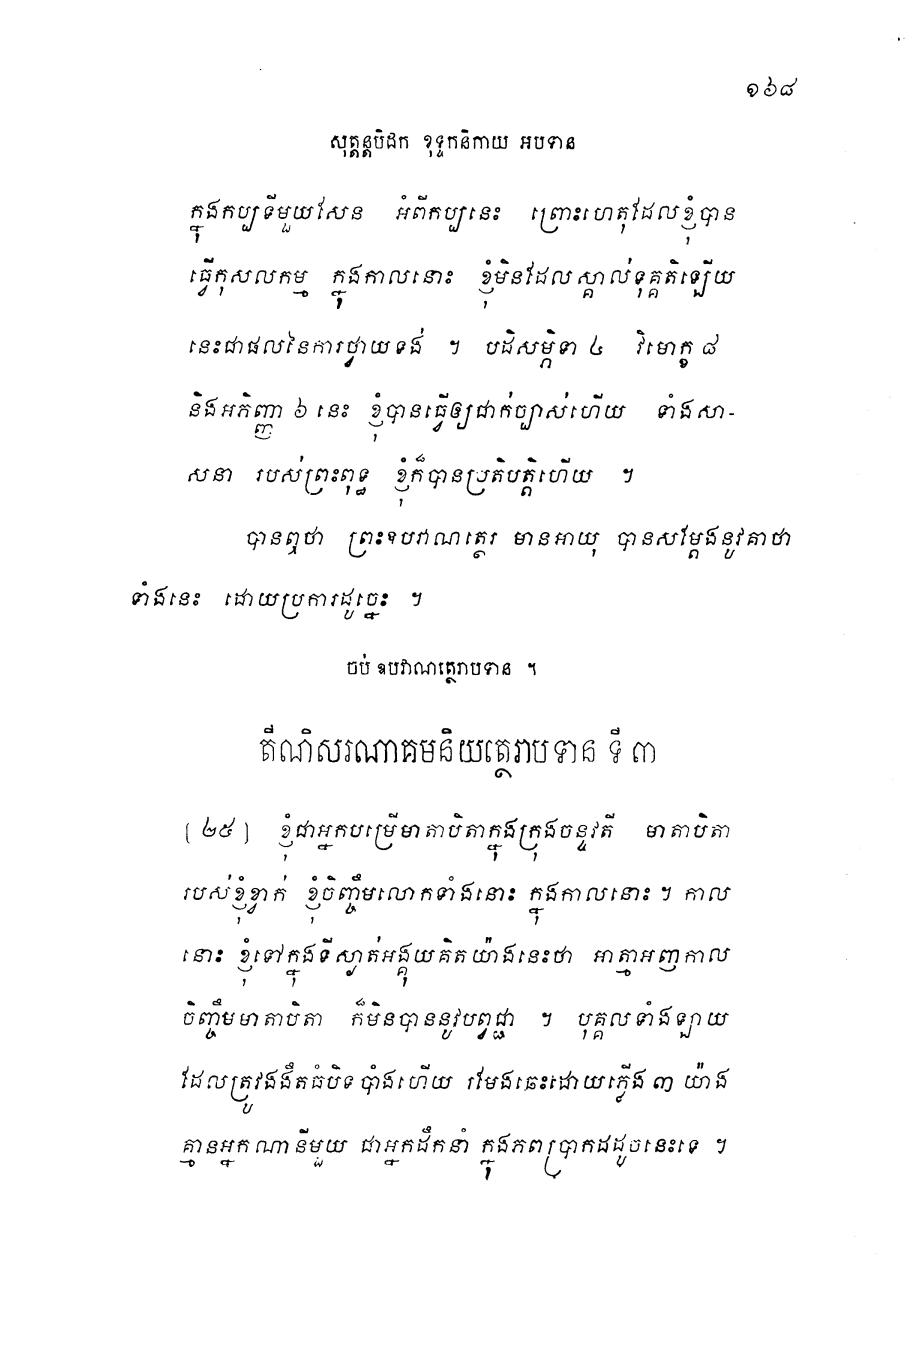 ១៦៨
សុត្តន្តបិដក ខុទ្ទកនិកាយ អបទាន
ក្នុងកប្បទីមួយសែន អំពីកប្បនេះ ព្រោះហេតុដែលខ្ញុំបាន
ធ្វើកុសលកម្ម ក្នុងកាលនោះ ខ្ញុំមិនដែលស្គាល់ទុគ្គតិឡើយ
នេះជាផលនៃការថ្វាយទង់ ។ បដិសម្ភិទា ៤ វិមោក្ខ ៨
និងអភិញ្ញា ៦ នេះ ខ្ញុំបានធ្វើឲ្យជាក់ច្បាស់ហើយ ទាំងសា-
សនា របស់ព្រះពុទ្ធ ខ្ញុំក៏បានប្រតិបត្តិហើយ ។
បានឮថា ព្រះឧបវាណត្ថេរ មានអាយុ បានសម្តែងនូវគាថា
ទាំងនេះ ដោយប្រការដូច្នេះ ។
ចប់ ឧបវាណត្ថេរាបទាន ។
តីណិសរណាគមនិយត្ថេរាបទាន ទី ៣
[ ២៥ ] ខ្ញុំជាអ្នកបម្រើមាតាបិតាក្នុងក្រុងចន្ទវតី មាតាបិតា
របស់ខ្ញុំខ្វាក់ ខ្ញុំចិញ្ចឹមលោកទាំងនោះ ក្នុងកាលនោះ ។ កាល
នោះ ខ្ញុំទៅក្នុងទីស្ងាត់អង្គុយគិតយ៉ាងនេះថា អាត្មាអញកាល
ចិញ្ចឹមមាតាបិតា ក៏មិនបាននូវបព្វជ្ជា ។ បុគ្គលទាំងឡាយ
ដែលត្រូវងងឹតធំបិទបាំងហើយ រមែងឆេះដោយភ្លើង ៣ យ៉ាង
គ្មានអ្នកណានីមួយ ជាអ្នកដឹកនាំ ក្នុងភពប្រាកដដូចនេះទេ ។